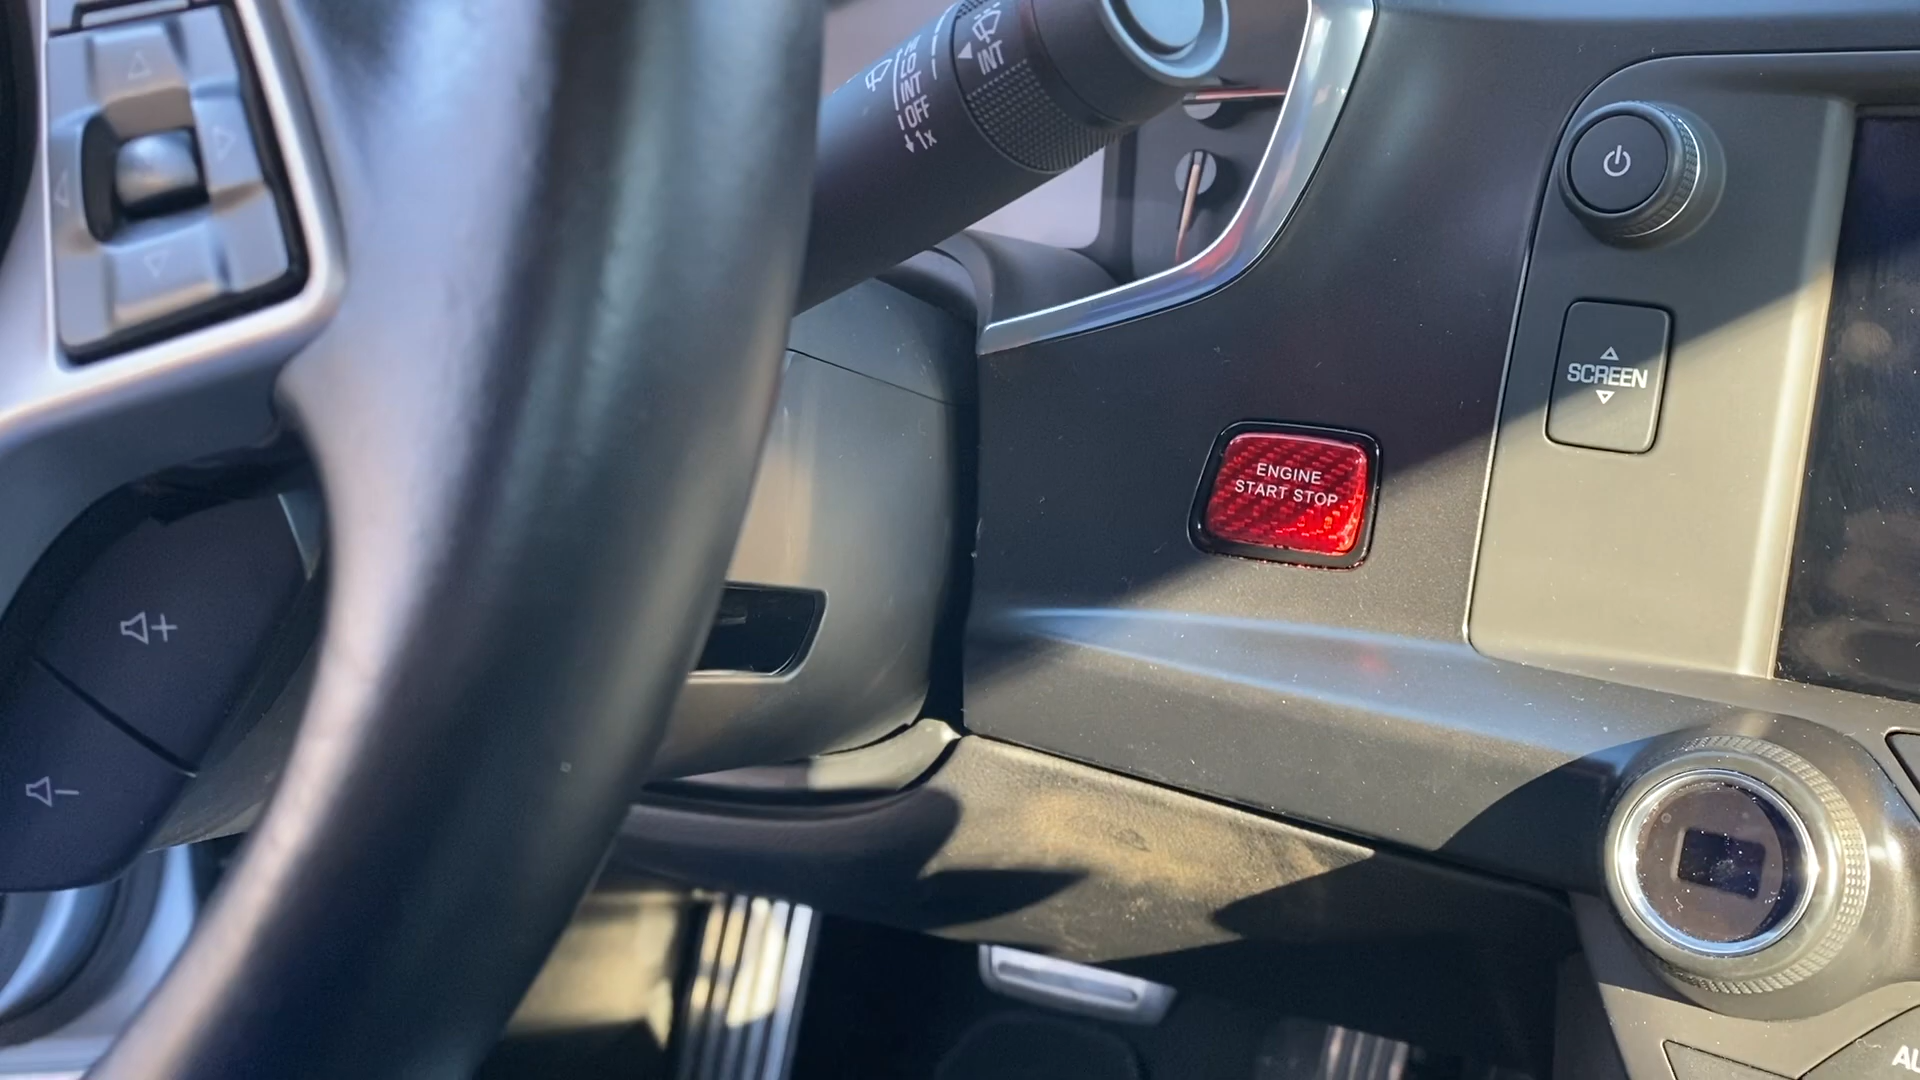 HI
LO
INT
OFF
1x
INT
SCREEN
ENGINE
START STOP